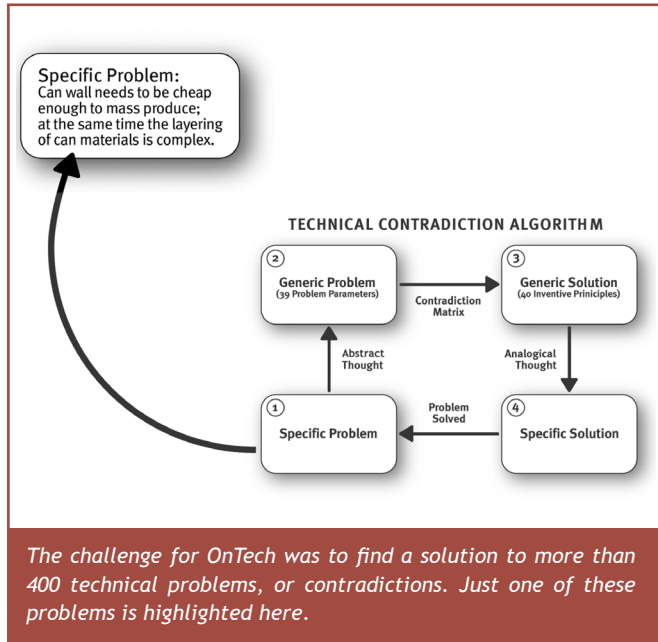 Specific Problem:
Can wall needs to be cheap
enough to mass produce;
at the same time the layering
of can materials is complex.
TECHNICAL CONTRADICTION ALGORITHM
2
Generic Problem
(39 Problem Parameters)
Contradiction
Matrix
3
Generic Solution
(40 Inventive Priniciples)
Abstract
Thought
Analogical
Thought
1
Specific Problem
Problem
Solved
4
Specific Solution
The challenge for OnTech was to find a solution to more than
400 technical problems, or contradictions. Just one of these
problems is highlighted here.